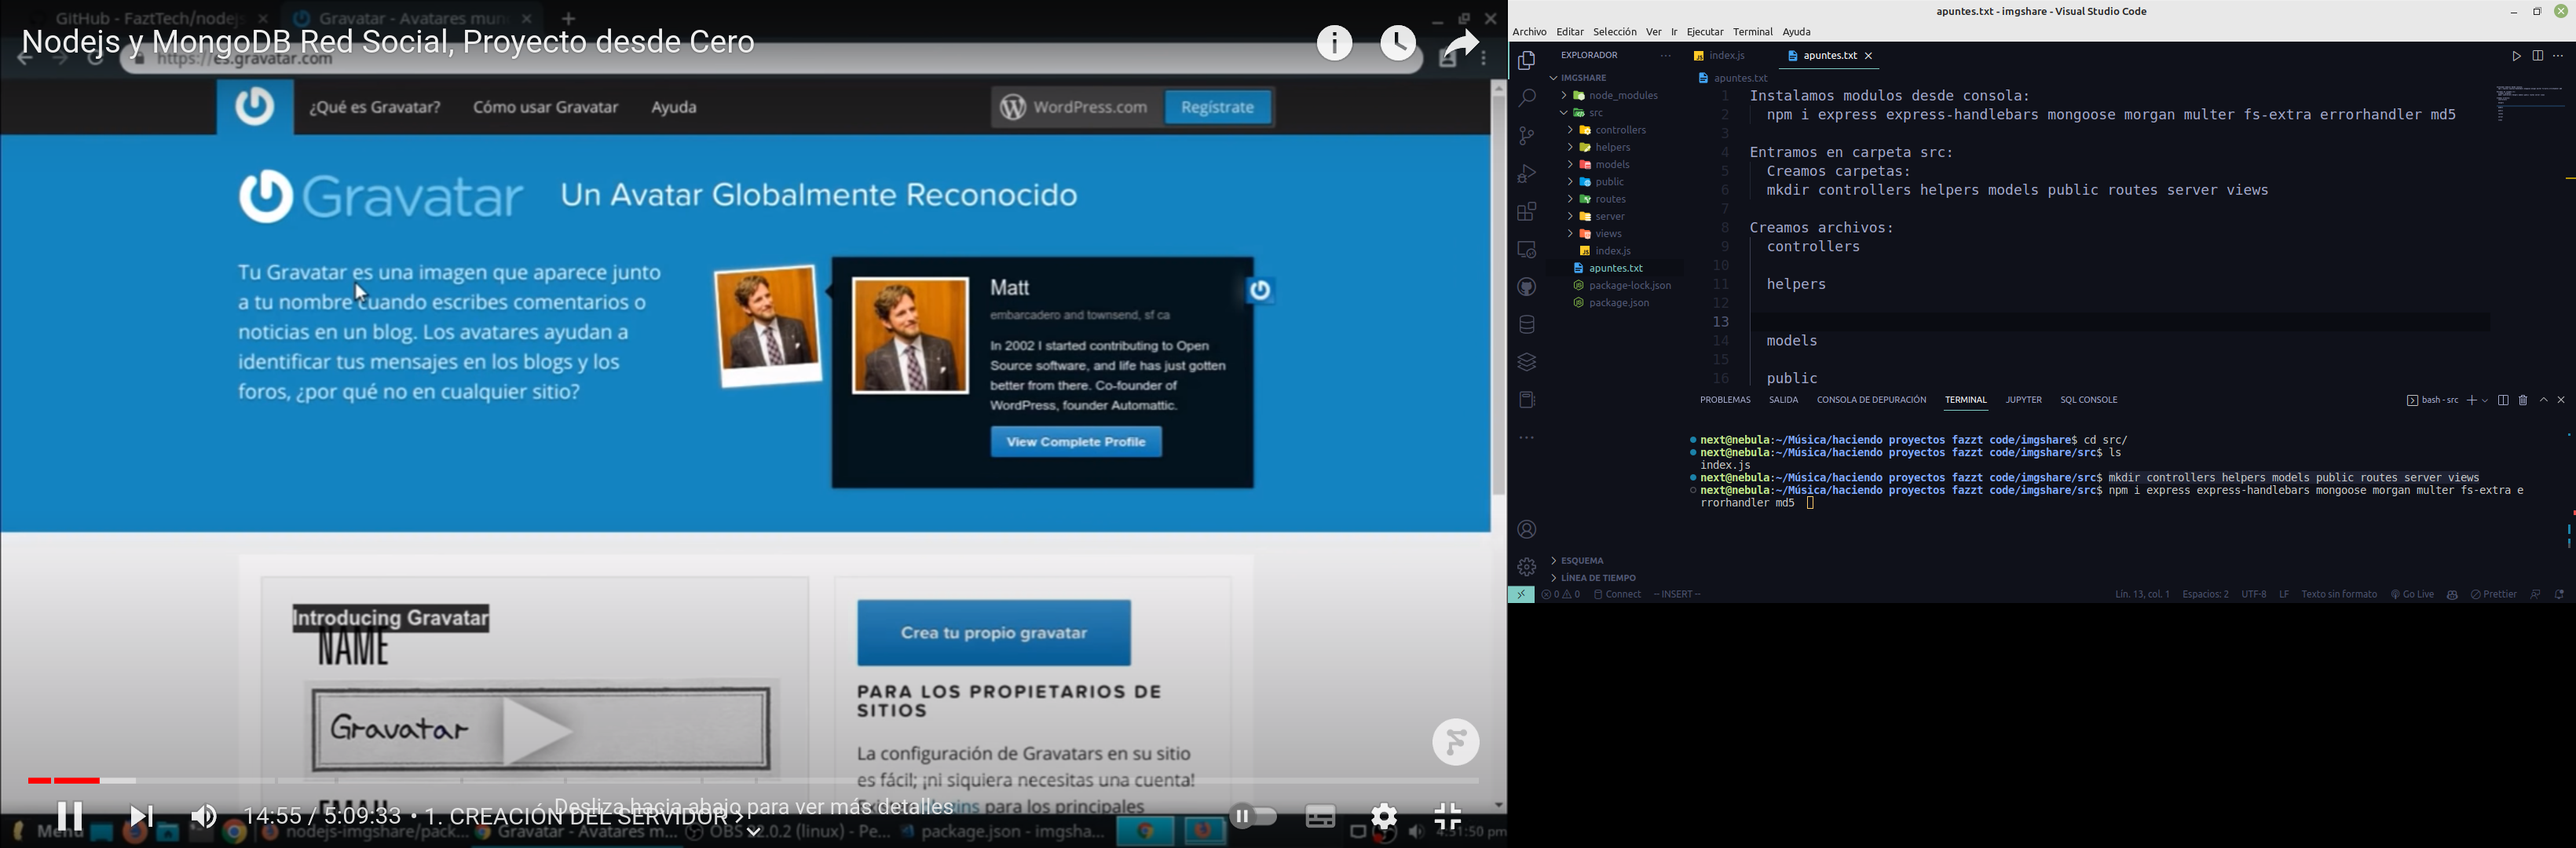 GitHub - FaztTech/nodejs
Gravatar - Avatares mun
Nodejs y MongoDB Red Social, Proyecto desde Cero
https://es.gravatar.com
¿Qué es Gravatar?
Cómo usar Gravatar
Ayuda
WordPress.com
Regístrate
Gravatar
Un Avatar Globalmente Reconocido
Tu Gravatar es una imagen que aparece junto
a tu nombre cuando escribes comentarios o
noticias en un blog. Los avatares ayudan a
identificar tus mensajes en los blogs y los
foros, ¿por qué no en cualquier sitio?
Matt
embarcadero and townsend, sf ca
In 2002 I started contributing to Open
Source software, and life has just gotten
better from there. Co-founder of
WordPress, founder Automattic.
View Complete Profile
Introducing Gravatar
NAME
Gravatar
EMAIL
Crea tu propio gravatar
PARA LOS PROPIETARIOS DE
SITIOS
La configuración de Gravatars en su sitio
es fácil; ¡ni siquiera necesitas una cuenta!
para los principales
Desliza hacia abajo para ver más detalles
14:55 / 5:09:33 • 1. CREACIÓN DEL SERVIDOR
Menú
nodejs-imgshare/pack...
Gravatar - Avatares m...
OBS 22.0.2 (linux) - Pe...
package.json - imgsha...
4:51:50 pm
apuntes.txt - imgshare - Visual Studio Code
Archivo Editar Selección Ver Ir Ejecutar Terminal Ayuda
EXPLORADOR
IMGSHARE
node_modules
src
controllers
helpers
models
public
routes
server
views
index.js
apuntes.txt
package-lock.json
package.json
ESQUEMA
LÍNEA DE TIEMPO
index.js
apuntes.txt
apuntes.txt
1 Instalamos modulos desde consola:
2 npm i express express-handlebars mongoose morgan multer fs-extra errorhandler md5
3
4 Entramos en carpeta src:
5 Creamos carpetas:
6 mkdir controllers helpers models public routes server views
7
8 Creamos archivos:
9 controllers
10
11 helpers
12
13
14 models
15
16 public
PROBLEMAS SALIDA CONSOLA DE DEPURACIÓN TERMINAL JUPYTER SQL CONSOLE
bash - src
next@nebula:~/Música/haciendo proyectos fazzt code/imgshare$ cd src/
next@nebula:~/Música/haciendo proyectos fazzt code/imgshare/src$ ls
index.js
next@nebula:~/Música/haciendo proyectos fazzt code/imgshare/src$ mkdir controllers helpers models public routes server views
next@nebula:~/Música/haciendo proyectos fazzt code/imgshare/src$ npm i express express-handlebars mongoose morgan multer fs-extra e
rrorhandler md5
0 0 Connect -- INSERT --
Lín. 13, col. 1 Espacios: 2 UTF-8 LF Texto sin formato Go Live Prettier